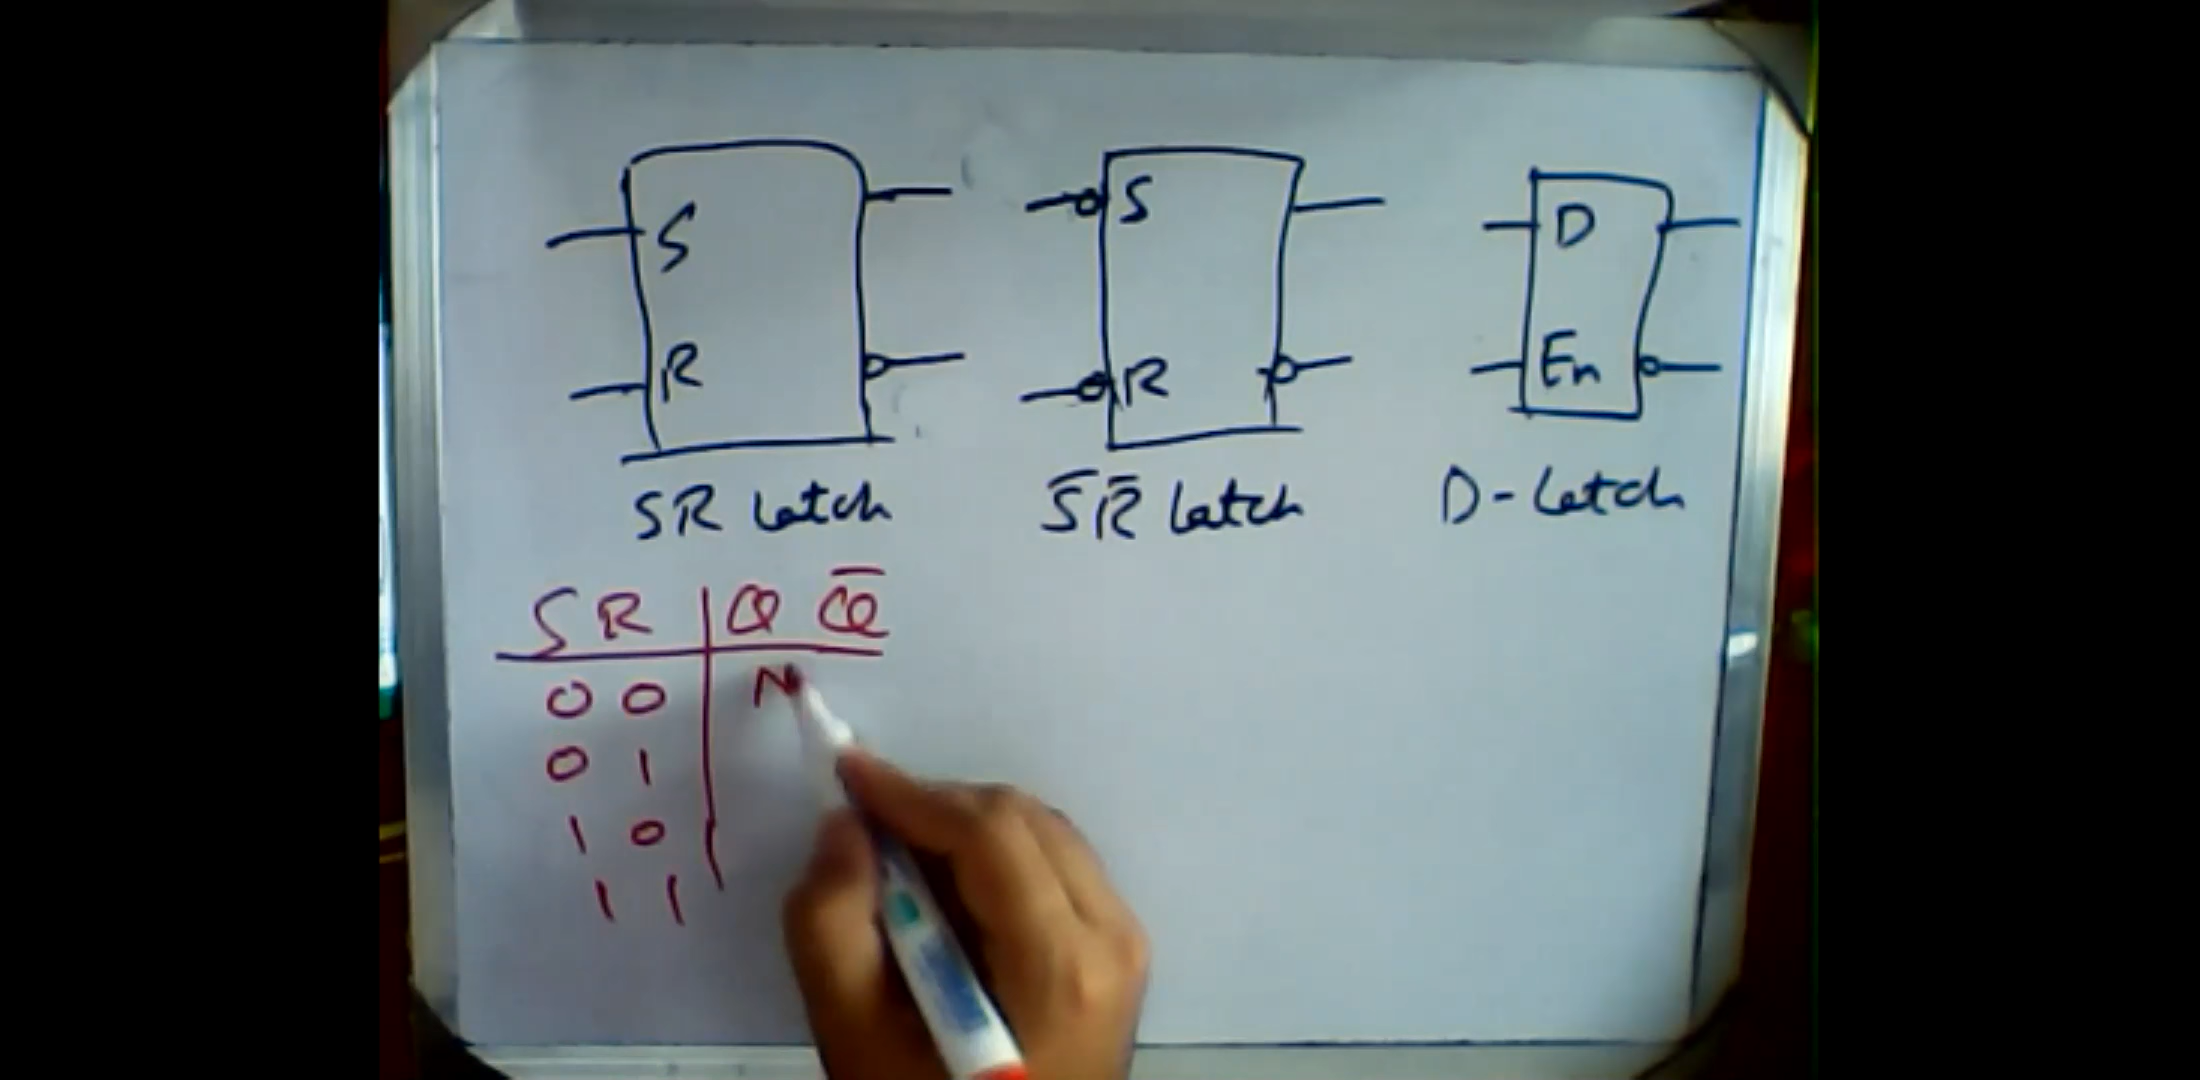 S
R
SR Latch
S
R
S̅ R̅ Latch
D
En
D-Latch
S R | Q Q̅
0 0 | N
0 1
1 0
1 1